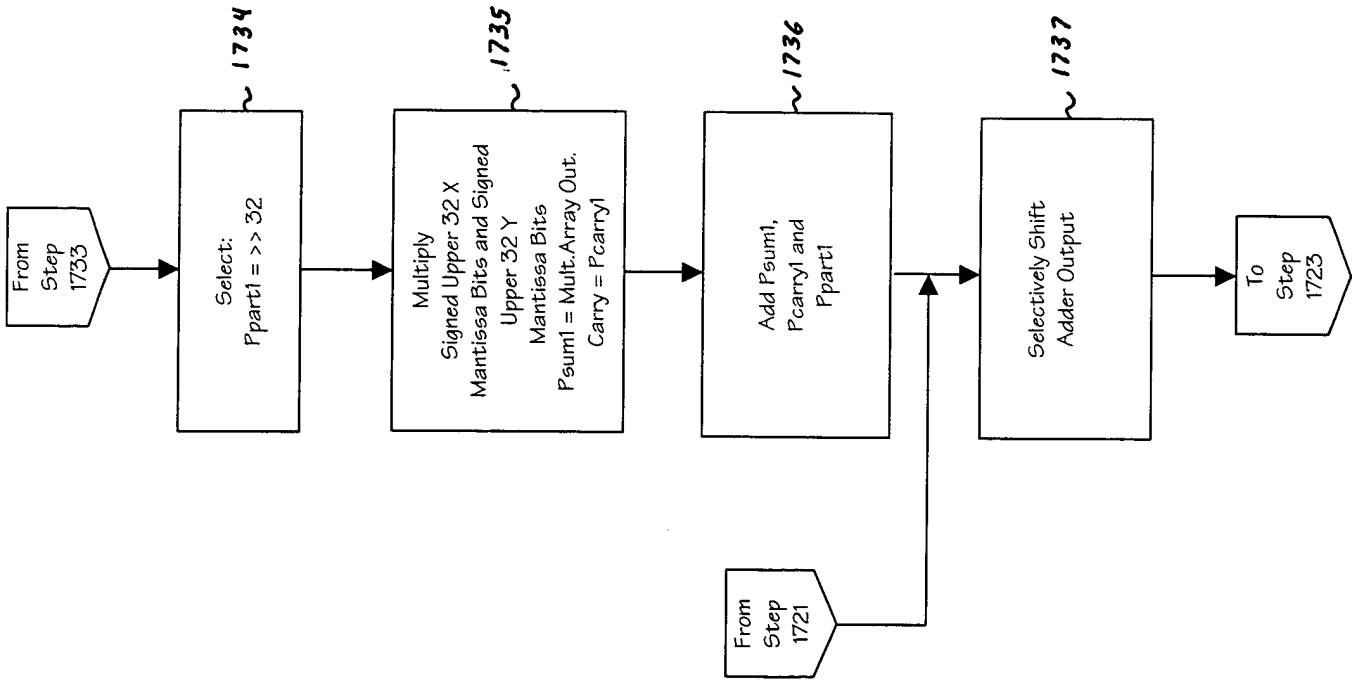 From
Step
1733
Select:
Ppart1 = >> 32
1734
Multiply
Signed Upper 32 X
Mantissa Bits and Signed
Upper 32 Y
Mantissa Bits
Psum1 = Mult.Array Out.
Carry = Pcarry1
1735
Add Psum1,
Pcarry1 and
Ppart1
1736
From
Step
1721
Selectively Shift
Adder Output
1737
To
Step
1723